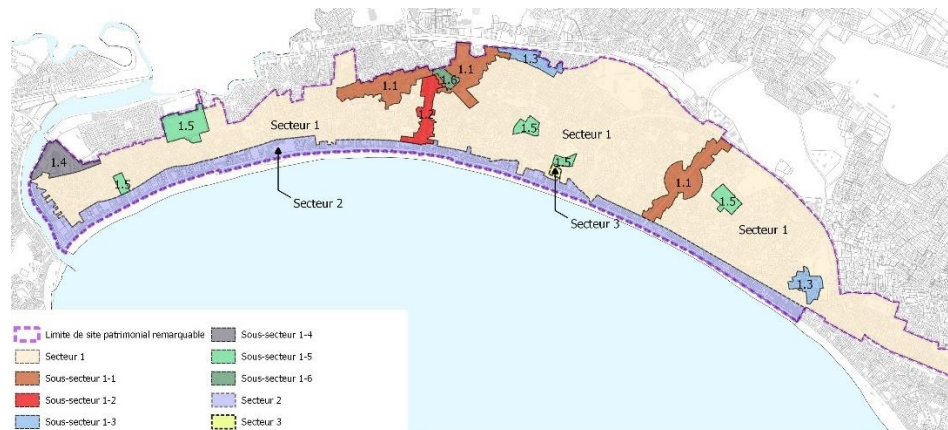 1.1
1.3
1.1
1.6
1.2
1.5
1.5
Secteur 1
Secteur 1
1.4
1.5
1.5
1.1
Secteur 2
1.5
Secteur 3
Secteur 1
1.3
Limite de site patrimonial remarquable
Secteur 1
Sous-secteur 1-1
Sous-secteur 1-2
Sous-secteur 1-3
Sous-secteur 1-4
Sous-secteur 1-5
Sous-secteur 1-6
Secteur 2
Secteur 3